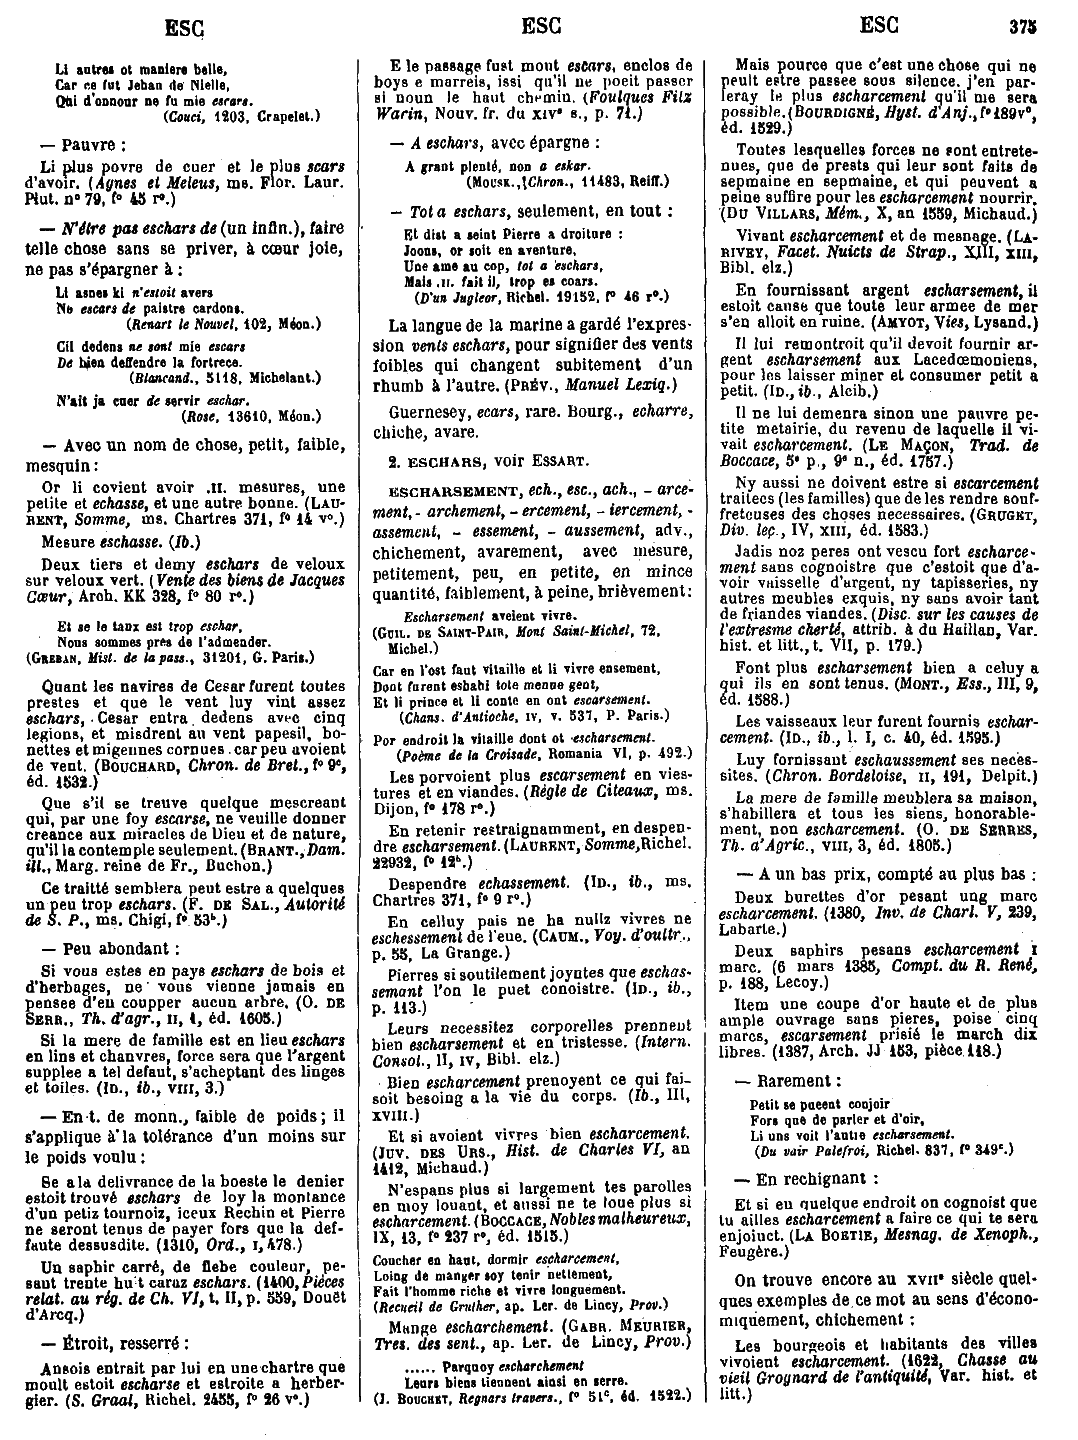 ESC
ESC
ESC 375
Li autres ot maniere belle,
Car ce fut Jehan de Nielle,
Qui d'onnour ne fu mie escars.
(Couci, 1203, Crapelet.)
— Pauvre :
Li plus povre de cuer et le plus scars
d'avoir. (Agnes et Meleus, ms. Flor. Laur.
Plut. n° 79, f° 45 r°.)
— N'être pas eschars de (un infin.), faire
telle chose sans se priver, à cœur joie,
ne pas s'épargner à :
Li asnes ki n'estoit avers
Ne escars de paistre cardons.
(Renart le Nouvel, 102, Méon.)
Cil dedens ne sont mie escars
De bien deffendre la fortrece.
(Blancand., 5118, Michelant.)
N'ait ja cuer de servir eschar.
(Rose, 13610, Méon.)
— Avec un nom de chose, petit, faible,
mesquin :
Or li covient avoir .II. mesures, une
petite et echasse, et une autre bonne. (LAU-
RENT, Somme, ms. Chartres 371, f° 14 v°.)
Mesure eschasse. (Ib.)
Deux tiers et demy eschars de veloux
sur veloux vert. (Vente des biens de Jacques
Cœur, Arch. KK 328, f° 80 r°.)
Et se le taux est trop eschar,
Nous sommes prés de l'admender.
(GREBAN, Mist. de la pass., 31201, G. Paris.)
Quant les navires de Cesar furent toutes
prestes et que le vent luy vint assez
eschars, Cesar entra dedens avec cinq
legions, et misdrent au vent papesil, bo-
nettes et migennes cornues car peu avoient
de vent. (BOUCHARD, Chron. de Bret., f° 9ᶜ,
éd. 1532.)
Que s'il se treuve quelque mescreant
qui, par une foy escarse, ne veuille donner
creance aux miracles de Dieu et de nature,
qu'il la contemple seulement. (BRANT., Dam.
ill., Marg. reine de Fr., Buchon.)
Ce traitté semblera peut estre a quelques
un peu trop eschars. (F. DE SAL., Autorité
de S. P., ms. Chigi, f° 53ᵇ.)
— Peu abondant :
Si vous estes en pays eschars de bois et
d'herbages, ne vous vienne jamais en
pensee d'en coupper aucun arbre. (O. DE
SERR., Th. d'agr., II, 1, éd. 1605.)
Si la mere de famille est en lieu eschars
en lins et chanvres, force sera que l'argent
supplee a tel defaut, s'acheptant des linges
et toiles. (ID., ib., VIII, 3.)
— En t. de monn., faible de poids ; il
s'applique à la tolérance d'un moins sur
le poids voulu :
Se a la delivrance de la boeste le denier
estoit trouvé eschars de loy la montance
d'un petiz tournoiz, iceux Rechin et Pierre
ne seront tenus de payer fors que la def-
faute dessusdite. (1310, Ord., I, 478.)
Un saphir carré, de flebe couleur, pe-
sant trente huit caraz eschars. (1400, Pièces
relat. au rég. de Ch. VI, t. II, p. 559, Douët
d'Arcq.)
— Étroit, resserré :
Ansois entrait par lui en une chartre que
moult estoit escharse et estroite a herber-
gier. (S. Graal, Richel. 2455, f° 26 v°.)
E le passage fust mont escars, enclos de
boys e marreis, issi qu'il ne poeit passer
si noun le haut chemin. (Foulques Filz
Warin, Nouv. fr. du XIVᵉ s., p. 71.)
— A eschars, avec épargne :
A grant plenté, non a eskar.
(MOUSK., Chron., 11483, Reiff.)
— Tot a eschars, seulement, en tout :
Et dist a seint Pierre a droiture :
Joons, or soit en aventure,
Une ame au cop, tot a eschars,
Mais .II. fait il, trop es coars.
(D'un Jugleor, Richel. 19152, f° 46 r°.)
La langue de la marine a gardé l'expres-
sion vents eschars, pour signifier des vents
foibles qui changent subitement d'un
rhumb à l'autre. (PRÉV., Manuel Lexiq.)
Guernesey, ecars, rare. Bourg., echarre,
chiche, avare.
2. ESCHARS, voir ESSART.
ESCHARSEMENT, ech., esc., ach., - arce-
ment, - archement, - ercement, - iercement, -
assement, - essement, - aussement, adv.,
chichement, avarement, avec mesure,
petitement, peu, en petite, en mince
quantité, faiblement, à peine, brièvement :
Escharsement aveient vivre.
(GUIL. DE SAINT-PAIR, Mont Saint-Michel, 72,
Michel.)
Car en l'ost faut vitaille et li vivre ensement,
Dont furent esbahi tote menue gent,
Et li prince et li conte en ont escarsement.
(Chans. d'Antioche, IV, v. 537, P. Paris.)
Por endroit la vitaille dont ot escharsement.
(Poème de la Croisade, Romania VI, p. 492.)
Les porvoient plus escarsement en vies-
tures et en viandes. (Règle de Citeaux, ms.
Dijon, f° 178 r°.)
En retenir restraignamment, en despen-
dre escharsement. (LAURENT, Somme, Richel.
22932, f° 12ᵇ.)
Despendre echassement. (ID., ib., ms.
Chartres 371, f° 9 r°.)
En celluy pais ne ha nullz vivres ne
eschessement de l'eue. (CAUM., Voy. d'oultr.,
p. 55, La Grange.)
Pierres si soutilement joyntes que eschas-
semant l'on le puet conoistre. (ID., ib.,
p. 113.)
Leurs necessitez corporelles prennent
bien escharsement et en tristesse. (Intern.
Consol., II, IV, Bibl. elz.)
Bien escharcement prenoyent ce qui fai-
soit besoing a la vie du corps. (Ib., III,
XVIII.)
Et si avoient vivres bien escharcement.
(JUV. DES URS., Hist. de Charles VI, an
1412, Michaud.)
N'espans plus si largement tes parolles
en moy louant, et aussi ne te loue plus si
escharcement. (BOCCACE, Nobles malheureux,
IX, 13, f° 237 r°, éd. 1515.)
Coucher en haut, dormir escharcement,
Loing de manger soy tenir nettement,
Fait l'homme riche et vivre longuement.
(Recueil de Gruther, ap. Ler. de Lincy, Prov.)
Mange escharchement. (GABR. MEURIER,
Tres. des sent., ap. Ler. de Lincy, Prov.)
...... Parquoy escharchement
Leurs biens tiennent ainsi en serre.
(J. BOUCHET, Regnars travers., f° 51ᶜ, éd. 1522.)
Mais pource que c'est une chose qui ne
peult estre passee sous silence, j'en par-
leray le plus escharcement qu'il me sera
possible. (BOURDIGNÉ, Hyst. d'Anj., f° 189 v°,
éd. 1529.)
Toutes lesquelles forces ne sont entrete-
nues, que de prests qui leur sont faits de
sepmaine en sepmaine, et qui peuvent a
peine suffire pour les escharcement nourrir.
(DU VILLARS, Mém., X, an 1559, Michaud.)
Vivant escharcement et de mesnage. (LA-
RIVEY, Facet. Nuicts de Strap., XIII, XIII,
Bibl. elz.)
En fournissant argent escharsement, il
estoit cause que toute leur armee de mer
s'en alloit en ruine. (AMYOT, Vies, Lysand.)
Il lui remontroit qu'il devoit fournir ar-
gent escharsement aux Lacedœmoniens,
pour les laisser miner et consumer petit a
petit. (ID., ib., Alcib.)
Il ne lui demenra sinon une pauvre pe-
tite metairie, du revenu de laquelle il vi-
vait escharcement. (LE MAÇON, Trad. de
Boccace, 5ᵉ p., 9ᵉ n., éd. 1757.)
Ny aussi ne doivent estre si escarcement
traitecs (les familles) que de les rendre souf-
freteuses des choses necessaires. (GRUGET,
Div. leç., IV, XIII, éd. 1583.)
Jadis noz peres ont vescu fort escharce-
ment sans cognoistre que c'estoit que d'a-
voir vaisselle d'argent, ny tapisseries, ny
autres meubles exquis, ny sans avoir tant
de friandes viandes. (Disc. sur les causes de
l'extresme cherté, attrib. à du Haillan, Var.
hist. et litt., t. VII, p. 179.)
Font plus escharsement bien a celuy a
qui ils en sont tenus. (MONT., Ess., III, 9,
éd. 1588.)
Les vaisseaux leur furent fournis eschar-
cement. (ID., ib., l. I, c. 40, éd. 1595.)
Luy fornissant eschaussement ses neces-
sites. (Chron. Bordeloise, II, 191, Delpit.)
La mere de famille meublera sa maison,
s'habillera et tous les siens, honorable-
ment, non escharcement. (O. DE SERRES,
Th. d'Agric., VIII, 3, éd. 1805.)
— A un bas prix, compté au plus bas :
Deux burettes d'or pesant ung marc
escharcement. (1380, Inv. de Charl. V, 239,
Labarte.)
Deux saphirs pesans escharcement I
marc. (6 mars 1385, Compt. du R. René,
p. 188, Lecoy.)
Item une coupe d'or haute et de plus
ample ouvrage sans pieres, poise cinq
marcs, escarsement prisié le march dix
libres. (1387, Arch. JJ 153, pièce 118.)
— Rarement :
Petit se pueent conjoir
Fors que de parler et d'oir,
Li uns voit l'autre escharsement.
(Du vair Palefroi, Richel. 837, f° 349ᶜ.)
— En rechignant :
Et si en quelque endroit on cognoist que
tu ailles escharcement a faire ce qui te sera
enjoinct. (LA BOETIE, Mesnag. de Xenoph.,
Feugère.)
On trouve encore au XVIIᵉ siècle quel-
ques exemples de ce mot au sens d'écono-
miquement, chichement :
Les bourgeois et habitants des villes
vivoient escharcement. (1622, Chasse au
vieil Grognard de l'antiquité, Var. hist. et
litt.)